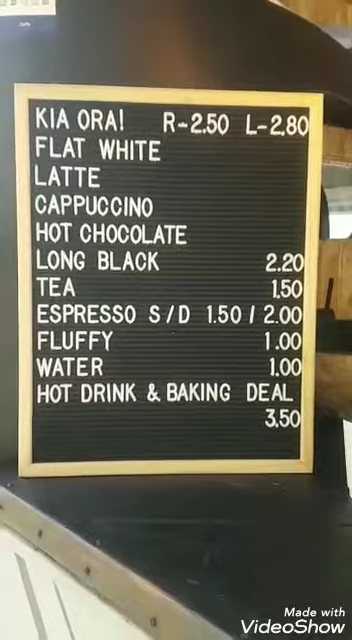 KIA ORA! R-2.50 L-2.80
FLAT WHITE
LATTE
CAPPUCCINO
HOT CHOCOLATE
LONG BLACK 2.20
TEA 1.50
ESPRESSO S/D 1.50 / 2.00
FLUFFY 1.00
WATER 1.00
HOT DRINK & BAKING DEAL
3.50
Made with
VideoShow